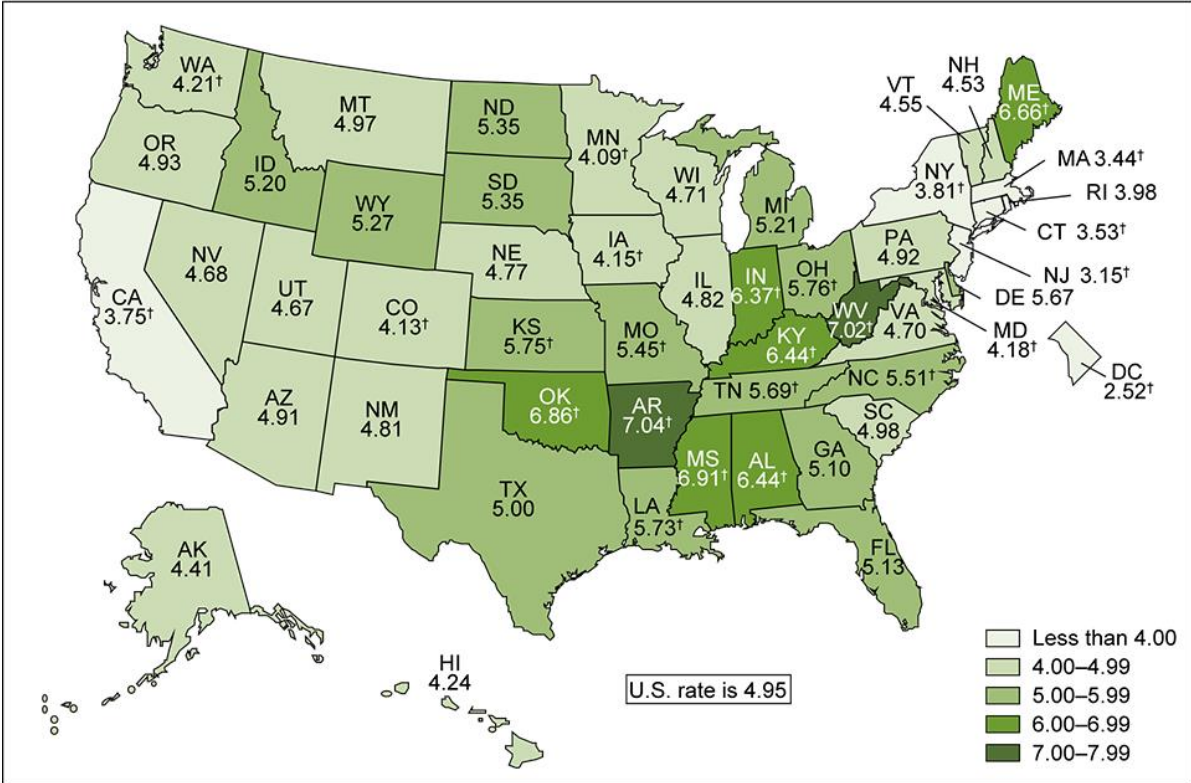 WA
4.21†
OR
4.93
CA
3.75†
ID
5.20
NV
4.68
MT
4.97
WY
5.27
UT
4.67
CO
4.13†
AZ
4.91
NM
4.81
ND
5.35
SD
5.35
NE
4.77
KS
5.75†
OK
6.86†
TX
5.00
MN
4.09†
IA
4.15†
MO
5.45†
AR
7.04†
LA
5.73†
WI
4.71
IL
4.82
MI
5.21
IN
6.37†
OH
5.76†
KY
6.44†
WV
7.02†
TN 5.69†
MS
6.91†
AL
6.44†
GA
5.10
FL
5.13
SC
4.98
NC 5.51†
VA
4.70
PA
4.92
NY
3.81†
VT
4.55
NH
4.53
ME
6.66†
MA 3.44†
RI 3.98
CT 3.53†
NJ 3.15†
DE 5.67
MD
4.18†
DC
2.52†
AK
4.41
HI
4.24
U.S. rate is 4.95
Less than 4.00
4.00–4.99
5.00–5.99
6.00–6.99
7.00–7.99